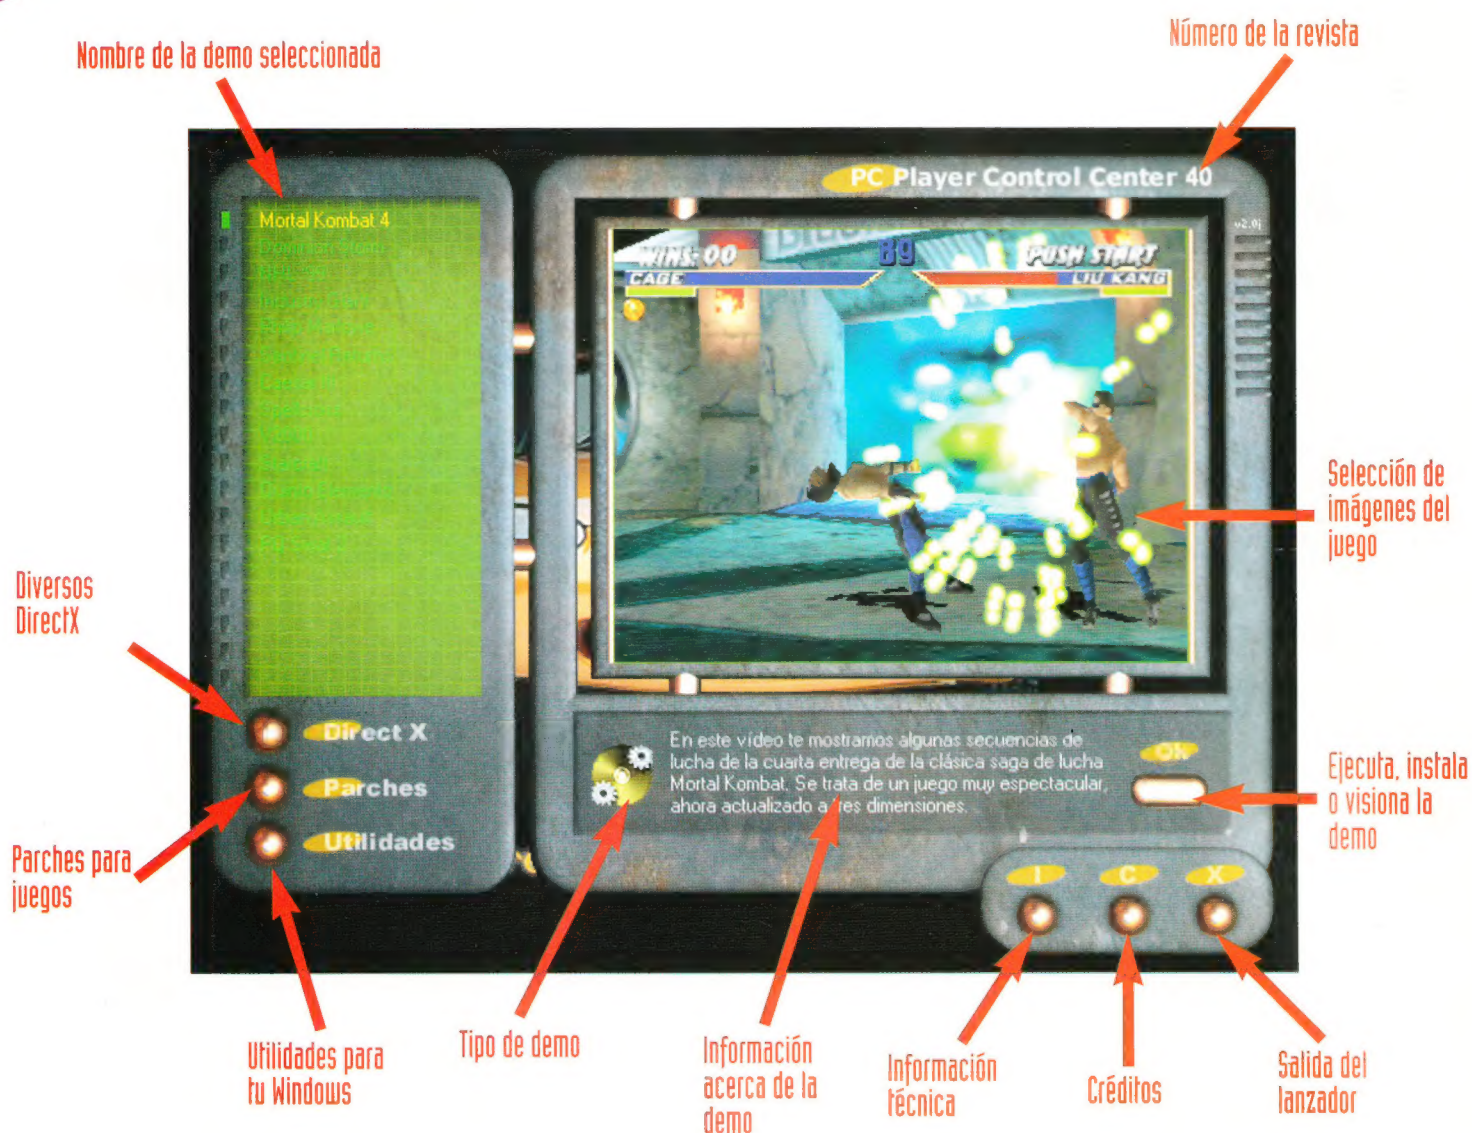 Nombre de la demo seleccionada
Número de la revista
PC Player Control Center 40
v2.0j
Mortal Kombat 4
WINS: 00
89
PUSH START
CAGE
LIU KANG
Selección de
imágenes del
juego
Diversos
DirectX
Direct X
Parches
Utilidades
En este vídeo te mostramos algunas secuencias de
lucha de la cuarta entrega de la clásica saga de lucha
Mortal Kombat. Se trata de un juego muy espectacular,
ahora actualizado a tres dimensiones.
Ok
Ejecuta, instala
o visiona la
demo
Parches para
juegos
I
C
X
Utilidades para
tu Windows
Tipo de demo
Información
acerca de la
demo
Información
técnica
Créditos
Salida del
lanzador